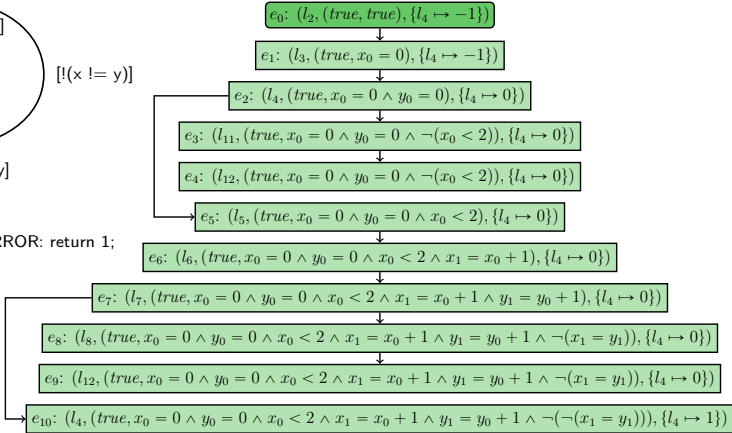 ]
[!(x != y)]
y]
RROR: return 1;
e₀: (l₂, (true, true), {l₄ ↦ −1})
e₁: (l₃, (true, x₀ = 0), {l₄ ↦ −1})
e₂: (l₄, (true, x₀ = 0 ∧ y₀ = 0), {l₄ ↦ 0})
e₃: (l₁₁, (true, x₀ = 0 ∧ y₀ = 0 ∧ ¬(x₀ < 2)), {l₄ ↦ 0})
e₄: (l₁₂, (true, x₀ = 0 ∧ y₀ = 0 ∧ ¬(x₀ < 2)), {l₄ ↦ 0})
e₅: (l₅, (true, x₀ = 0 ∧ y₀ = 0 ∧ x₀ < 2), {l₄ ↦ 0})
e₆: (l₆, (true, x₀ = 0 ∧ y₀ = 0 ∧ x₀ < 2 ∧ x₁ = x₀ + 1), {l₄ ↦ 0})
e₇: (l₇, (true, x₀ = 0 ∧ y₀ = 0 ∧ x₀ < 2 ∧ x₁ = x₀ + 1 ∧ y₁ = y₀ + 1), {l₄ ↦ 0})
e₈: (l₈, (true, x₀ = 0 ∧ y₀ = 0 ∧ x₀ < 2 ∧ x₁ = x₀ + 1 ∧ y₁ = y₀ + 1 ∧ ¬(x₁ = y₁)), {l₄ ↦ 0})
e₉: (l₁₂, (true, x₀ = 0 ∧ y₀ = 0 ∧ x₀ < 2 ∧ x₁ = x₀ + 1 ∧ y₁ = y₀ + 1 ∧ ¬(x₁ = y₁)), {l₄ ↦ 0})
e₁₀: (l₄, (true, x₀ = 0 ∧ y₀ = 0 ∧ x₀ < 2 ∧ x₁ = x₀ + 1 ∧ y₁ = y₀ + 1 ∧ ¬(¬(x₁ = y₁))), {l₄ ↦ 1})